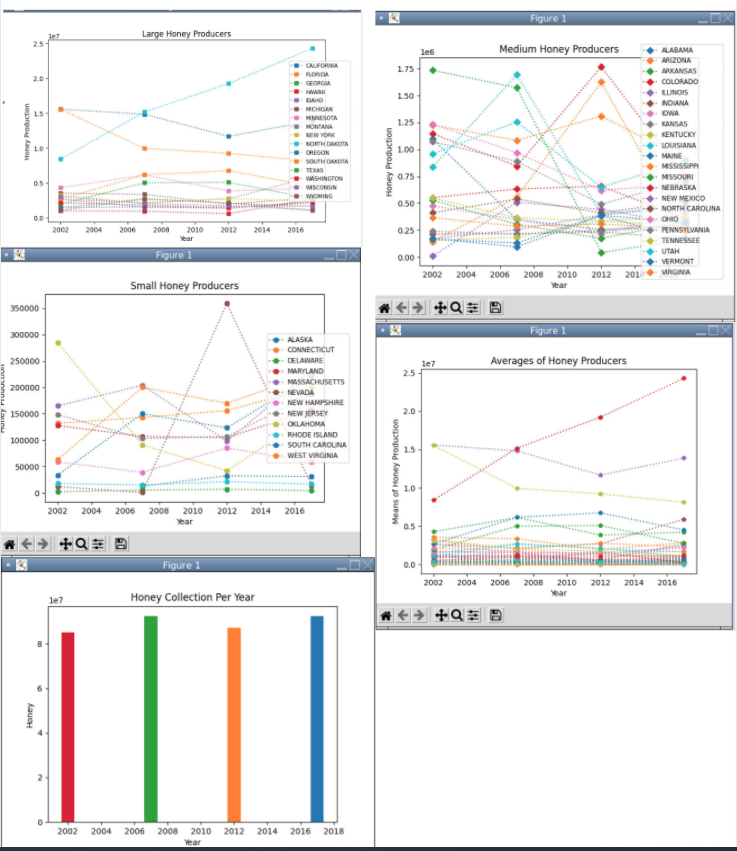 Large Honey Producers
1e7
2.5
2.0
1.5
1.0
0.5
0.0
Honey Production
2002 2004 2006 2008 2010 2012 2014 2016
Year
CALIFORNIA
FLORIDA
GEORGIA
HAWAII
IDAHO
MICHIGAN
MINNESOTA
MONTANA
NEW YORK
NORTH DAKOTA
OREGON
SOUTH DAKOTA
TEXAS
WASHINGTON
WISCONSIN
WYOMING
Figure 1
Medium Honey Producers
1e6
1.75
1.50
1.25
1.00
0.75
0.50
0.25
0.00
Honey Production
2002 2004 2006 2008 2010 2012
Year
ALABAMA
ARIZONA
ARKANSAS
COLORADO
ILLINOIS
INDIANA
IOWA
KANSAS
KENTUCKY
LOUISIANA
MAINE
MISSISSIPPI
MISSOURI
NEBRASKA
NEW MEXICO
NORTH CAROLINA
OHIO
PENNSYLVANIA
TENNESSEE
UTAH
VERMONT
VIRGINIA
Figure 1
Small Honey Producers
350000
300000
250000
200000
150000
100000
50000
0
2002 2004 2006 2008 2010 2012 2014 2016
Year
ALASKA
CONNECTICUT
DELAWARE
MARYLAND
MASSACHUSETTS
NEVADA
NEW HAMPSHIRE
NEW JERSEY
OKLAHOMA
RHODE ISLAND
SOUTH CAROLINA
WEST VIRGINIA
Figure 1
Averages of Honey Producers
1e7
2.5
2.0
1.5
1.0
0.5
0.0
Means of Honey Production
2002 2004 2006 2008 2010 2012 2014 2016
Year
Figure 1
Honey Collection Per Year
1e7
8
6
4
2
0
Honey
2002 2004 2006 2008 2010 2012 2014 2016 2018
Year